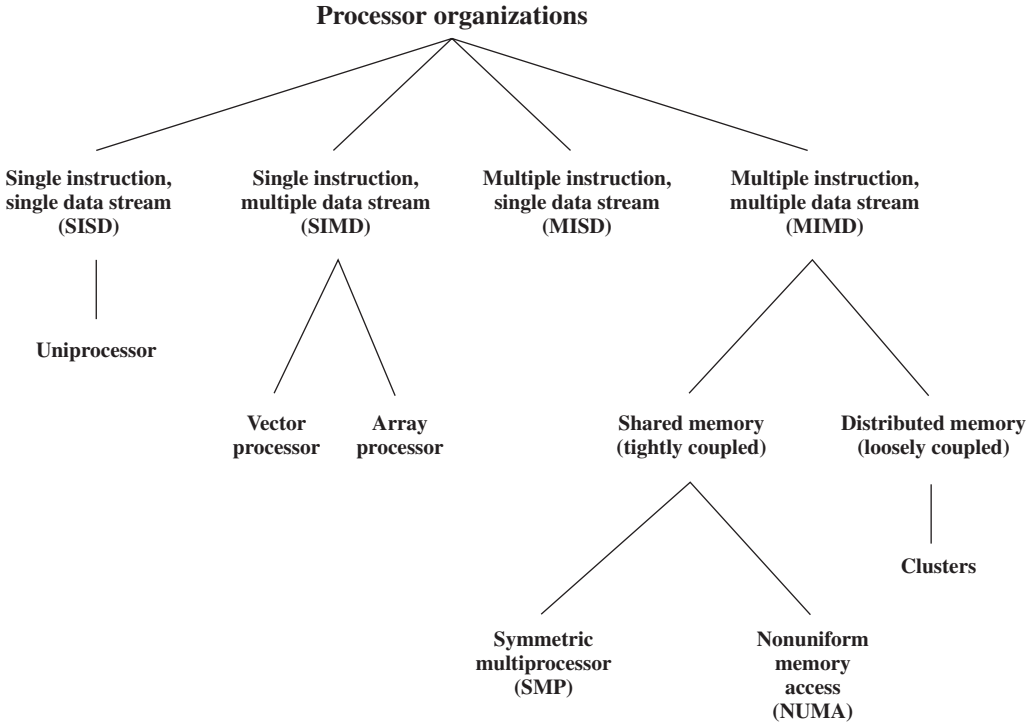 Processor organizations
Single instruction,
single data stream
(SISD)
Single instruction,
multiple data stream
(SIMD)
Multiple instruction,
single data stream
(MISD)
Multiple instruction,
multiple data stream
(MIMD)
Uniprocessor
Vector
processor
Array
processor
Shared memory
(tightly coupled)
Distributed memory
(loosely coupled)
Clusters
Symmetric
multiprocessor
(SMP)
Nonuniform
memory
access
(NUMA)